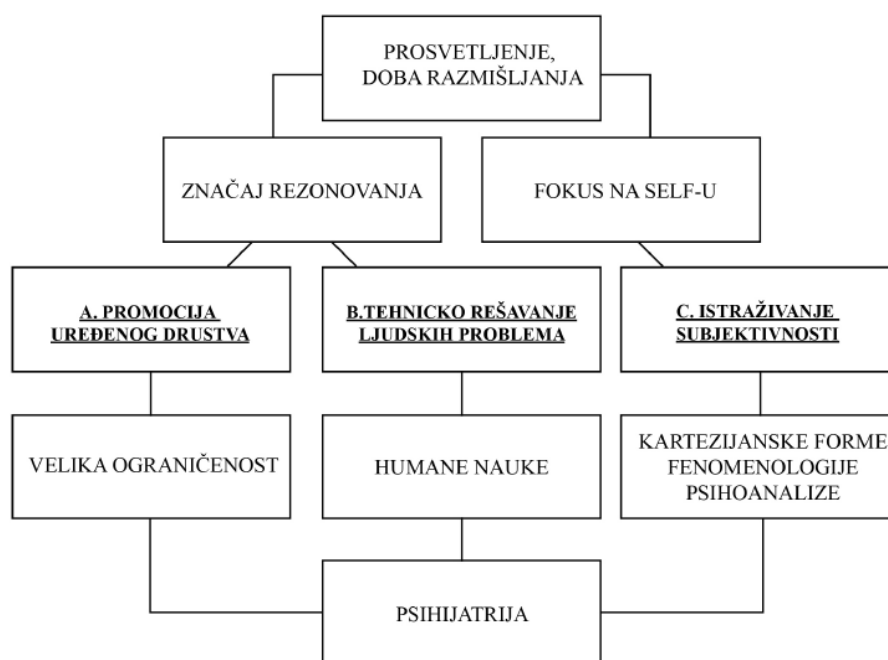 PROSVETLJENJE,
DOBA RAZMIŠLJANJA
ZNAČAJ REZONOVANJA
FOKUS NA SELF-U
A. PROMOCIJA
UREĐENOG DRUSTVA
B.TEHNICKO REŠAVANJE
LJUDSKIH PROBLEMA
C. ISTRAŽIVANJE
SUBJEKTIVNOSTI
VELIKA OGRANIČENOST
HUMANE NAUKE
KARTEZIJANSKE FORME
FENOMENOLOGIJE
PSIHOANALIZE
PSIHIJATRIJA